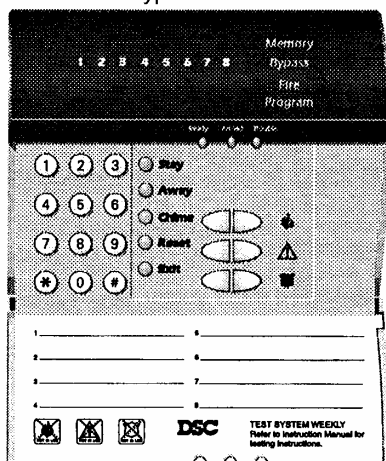 Memory
1 2 3 4 5 6 7 8 Bypass
Fire
Program
Ready Armed Trouble
1 2 3 Stay
Away
4 5 6
Chime
7 8 9 Reset
Exit
* 0 #
1 5
2 6
3 7
4 8
DSC
TEST SYSTEM WEEKLY
Refer to Instruction Manual for
testing instructions.